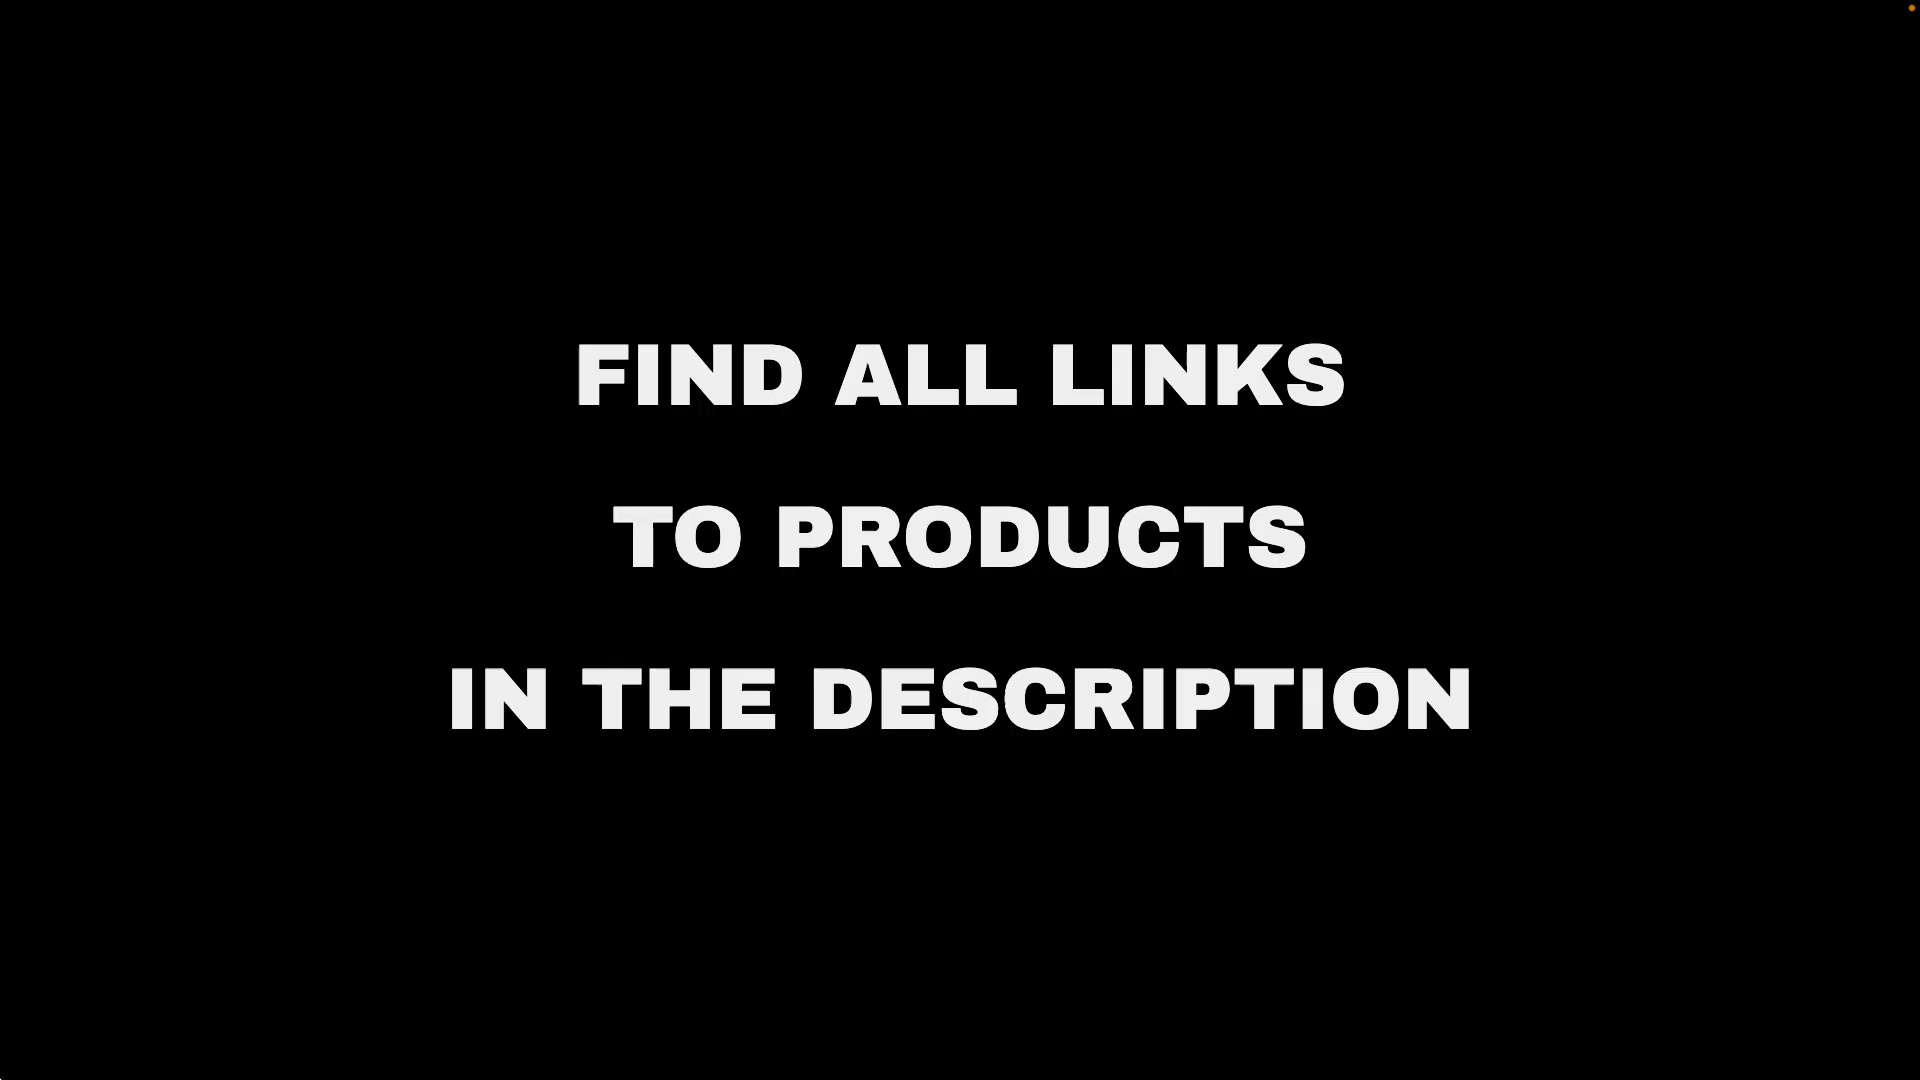 FIND ALL LINKS
TO PRODUCTS
IN THE DESCRIPTION